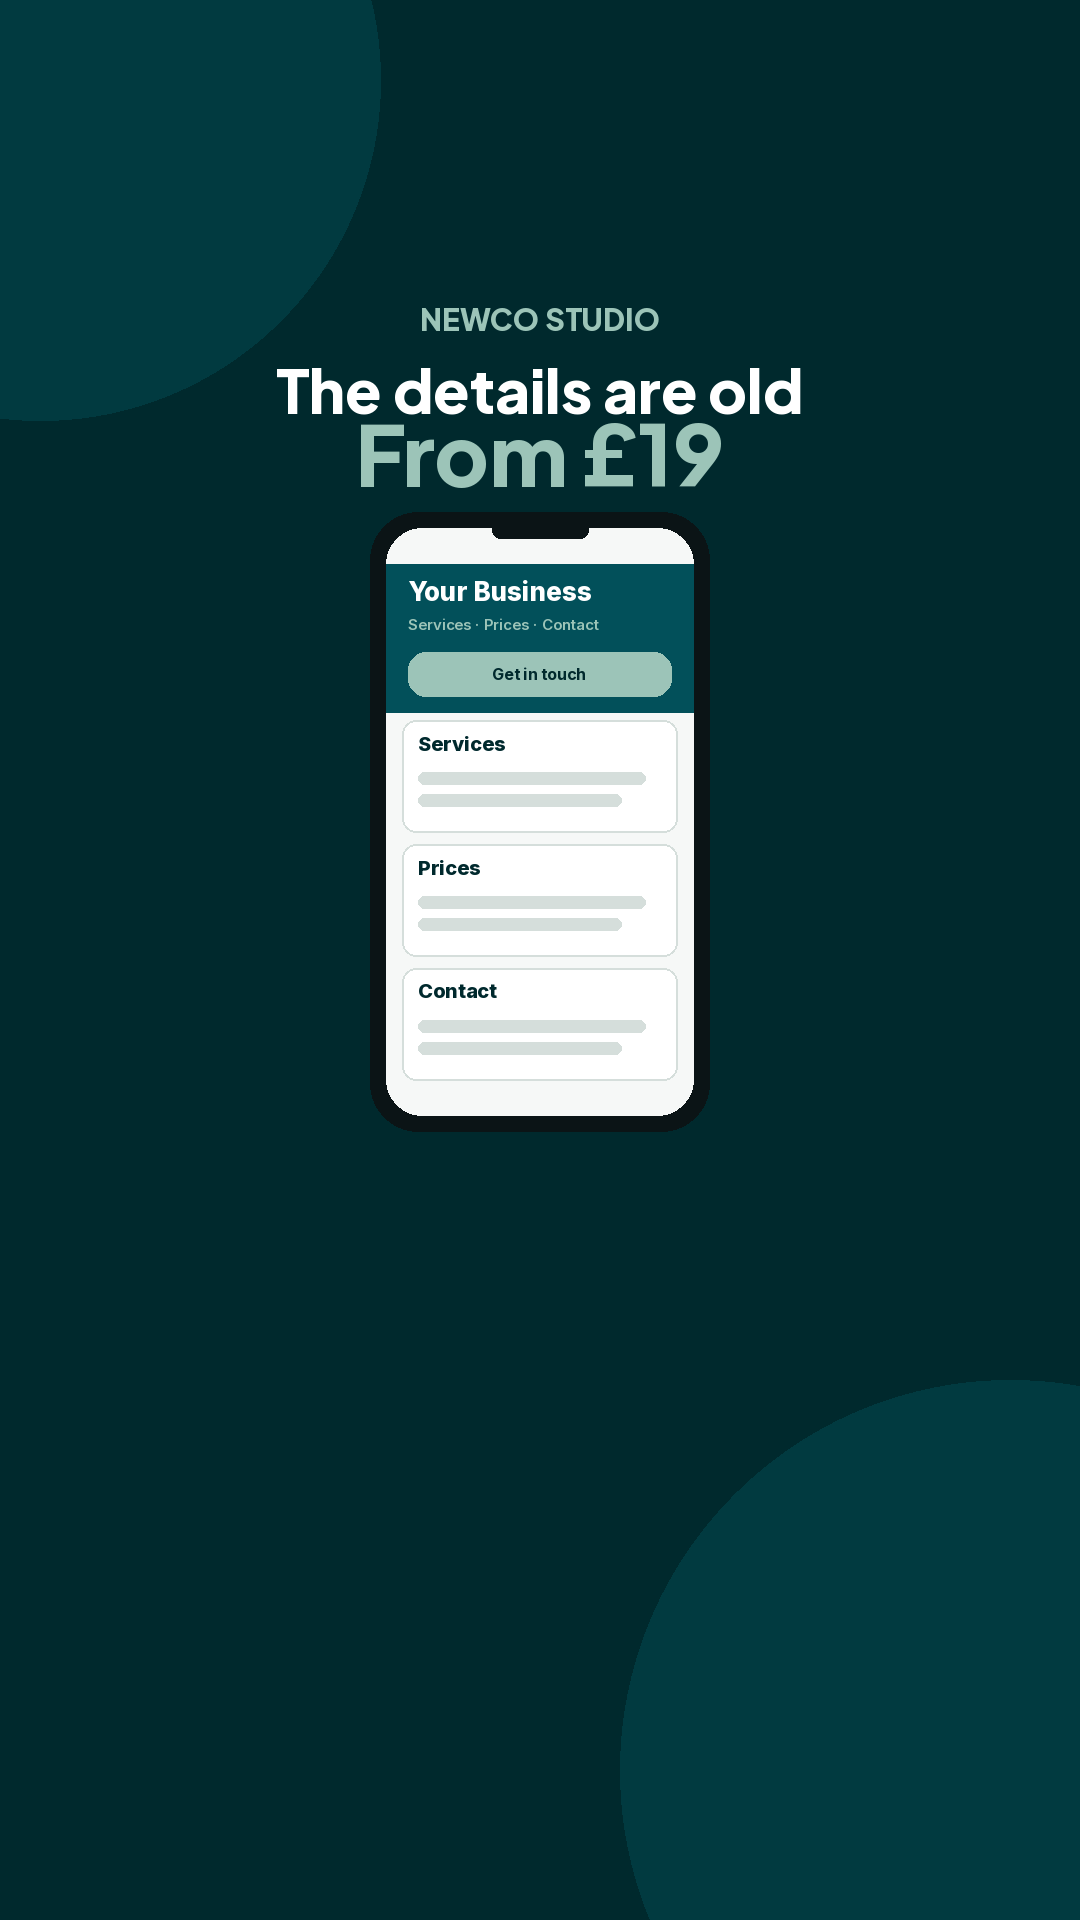 NEWCO STUDIO
The details are old
From £19
Your Business
Services · Prices · Contact
Get in touch
Services
Prices
Contact